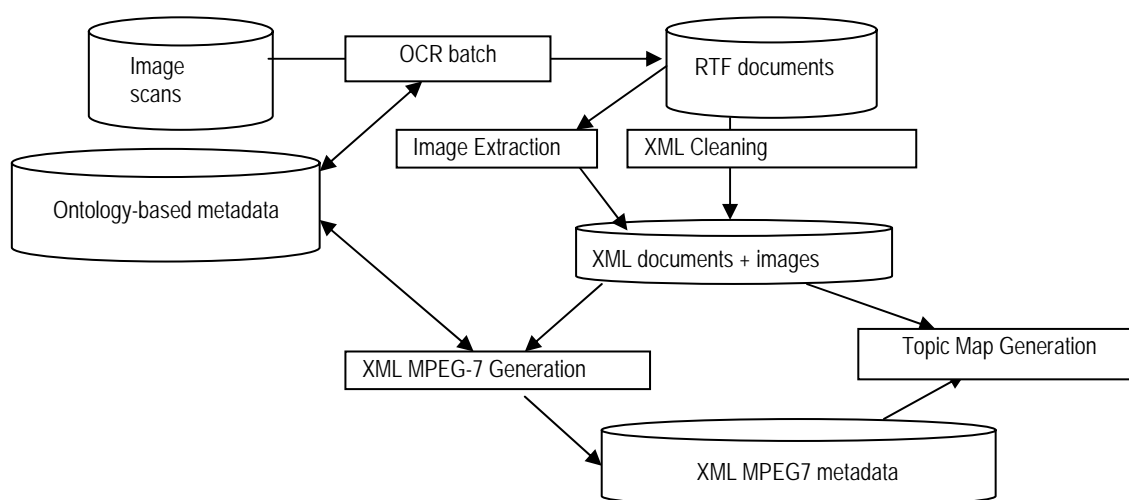 Image
scans
OCR batch
RTF documents
Image Extraction
XML Cleaning
Ontology-based metadata
XML documents + images
XML MPEG-7 Generation
Topic Map Generation
XML MPEG7 metadata